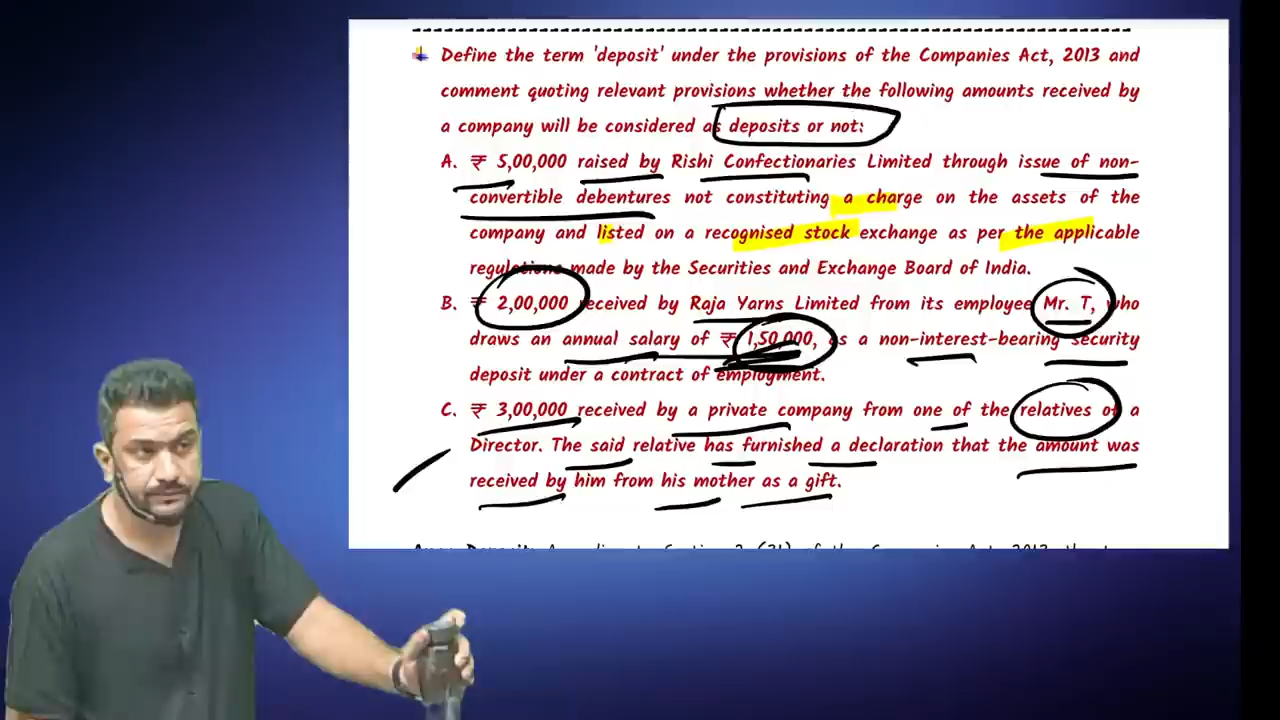 Define the term 'deposit' under the provisions of the Companies Act, 2013 and
comment quoting relevant provisions whether the following amounts received by
a company will be considered as deposits or not:
A. ₹ 5,00,000 raised by Rishi Confectionaries Limited through issue of non-
convertible debentures not constituting a charge on the assets of the
company and listed on a recognised stock exchange as per the applicable
regulations made by the Securities and Exchange Board of India.
B. ₹ 2,00,000 received by Raja Yarns Limited from its employee Mr. T, who
draws an annual salary of ₹ 1,50,000, as a non-interest-bearing security
deposit under a contract of employment.
C. ₹ 3,00,000 received by a private company from one of the relatives of a
Director. The said relative has furnished a declaration that the amount was
received by him from his mother as a gift.